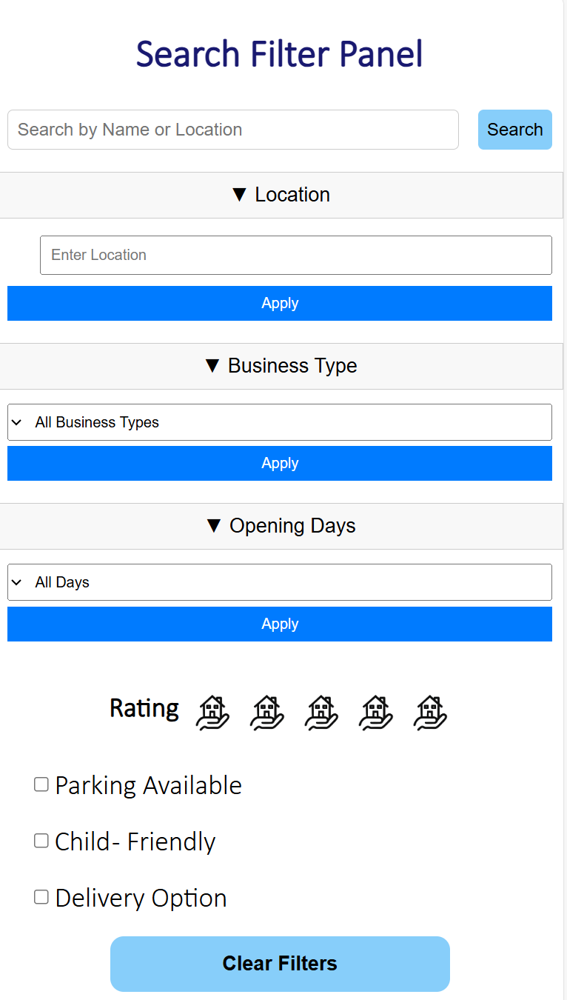 Search Filter Panel
Search by Name or Location
Search
▼ Location
Enter Location
Apply
▼ Business Type
All Business Types
Apply
▼ Opening Days
All Days
Apply
Rating
Parking Available
Child- Friendly
Delivery Option
Clear Filters